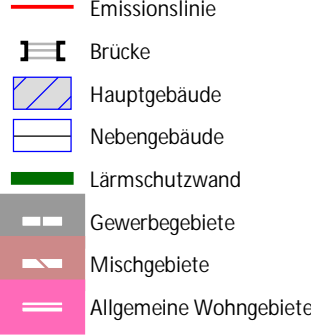 Emissionslinie
Brücke
Hauptgebäude
Nebengebäude
Lärmschutzwand
Gewerbegebiete
Mischgebiete
Allgemeine Wohngebiete